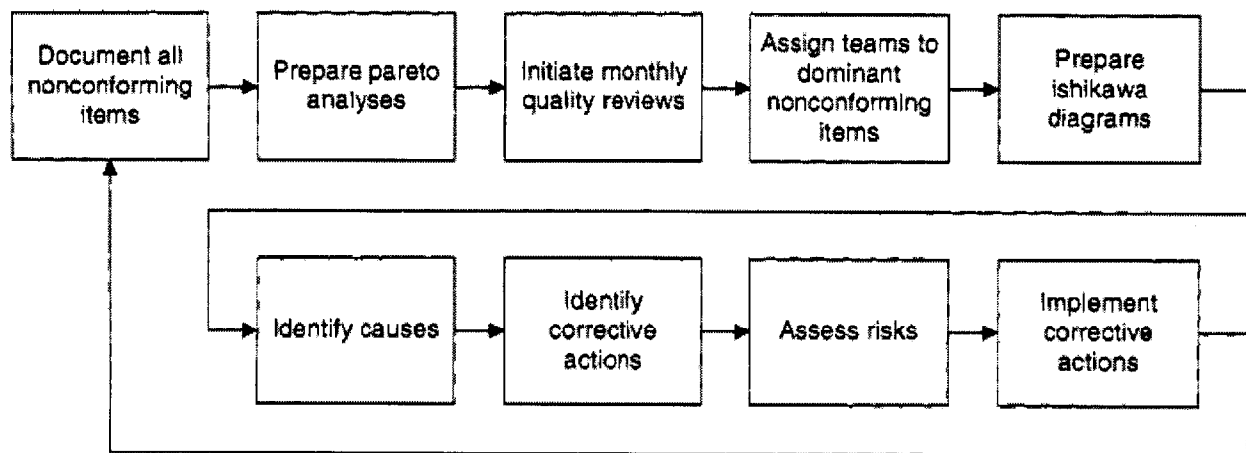 Document all
nonconforming
items
Prepare pareto
analyses
Initiate monthly
quality reviews
Assign teams to
dominant
nonconforming
items
Prepare
ishikawa
diagrams
Identify causes
Identify
corrective
actions
Assess risks
Implement
corrective
actions